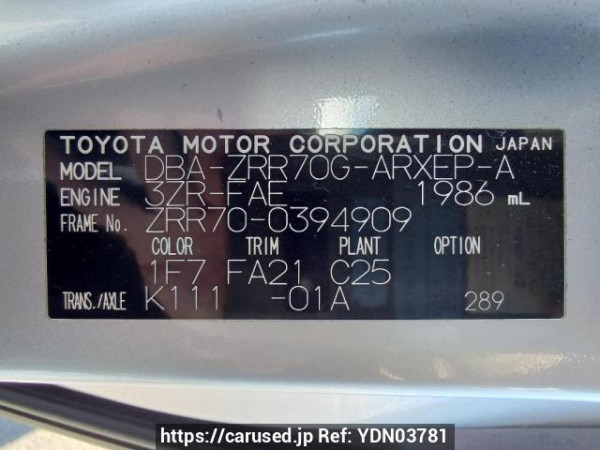 TOYOTA MOTOR CORPORATION JAPAN
MODEL DBA-ZRR70G-ARXEP-A
ENGINE 3ZR-FAE 1986 mL
FRAME No. ZRR70-0394909
COLOR TRIM PLANT OPTION
1F7 FA21 C25
TRANS./AXLE K111 -01A 289
https://carused.jp Ref: YDN03781